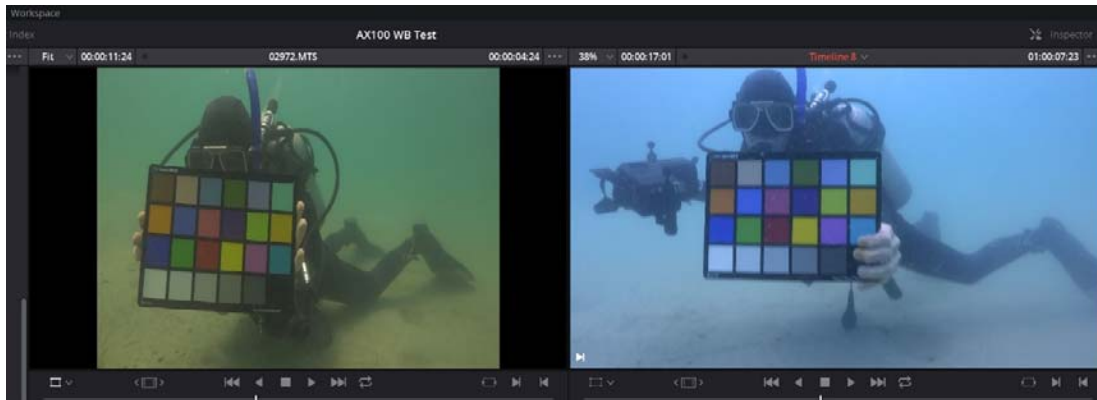 Workspace
Index
AX100 WB Test
Inspector
Fit 00:00:11:24
02972.MTS
00:00:04:24
38% 00:00:17:01
Timeline 8
01:00:07:23